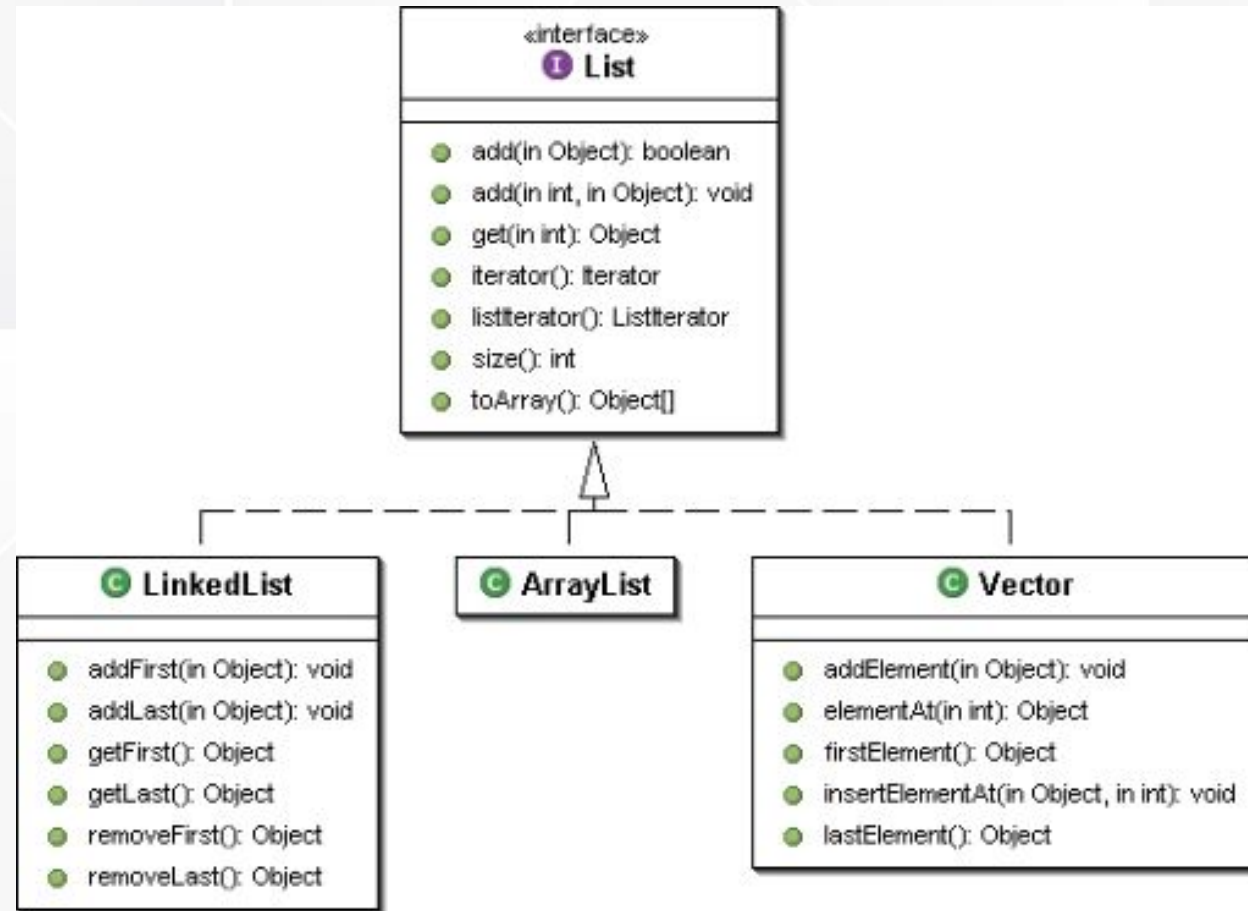 «interface»
I List
add(in Object): boolean
add(in int, in Object): void
get(in int): Object
iterator(): Iterator
listIterator(): ListIterator
size(): int
toArray(): Object[]
C LinkedList
addFirst(in Object): void
addLast(in Object): void
getFirst(): Object
getLast(): Object
removeFirst(): Object
removeLast(): Object
C ArrayList
C Vector
addElement(in Object): void
elementAt(in int): Object
firstElement(): Object
insertElementAt(in Object, in int): void
lastElement(): Object